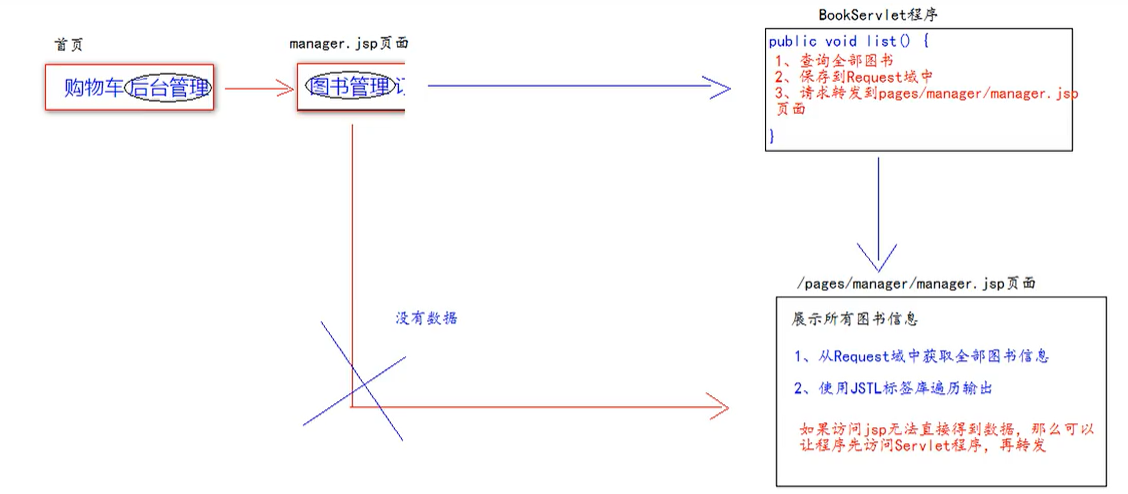 首页
购物车 后台管理
manager.jsp页面
图书管理
BookServlet程序
public void list() {
1、查询全部图书
2、保存到Request域中
3、请求转发到pages/manager/manager.jsp
页面
}
没有数据
/pages/manager/manager.jsp页面
展示所有图书信息
1、从Request域中获取全部图书信息
2、使用JSTL标签库遍历输出
如果访问jsp无法直接得到数据，那么可以
让程序先访问Servlet程序，再转发